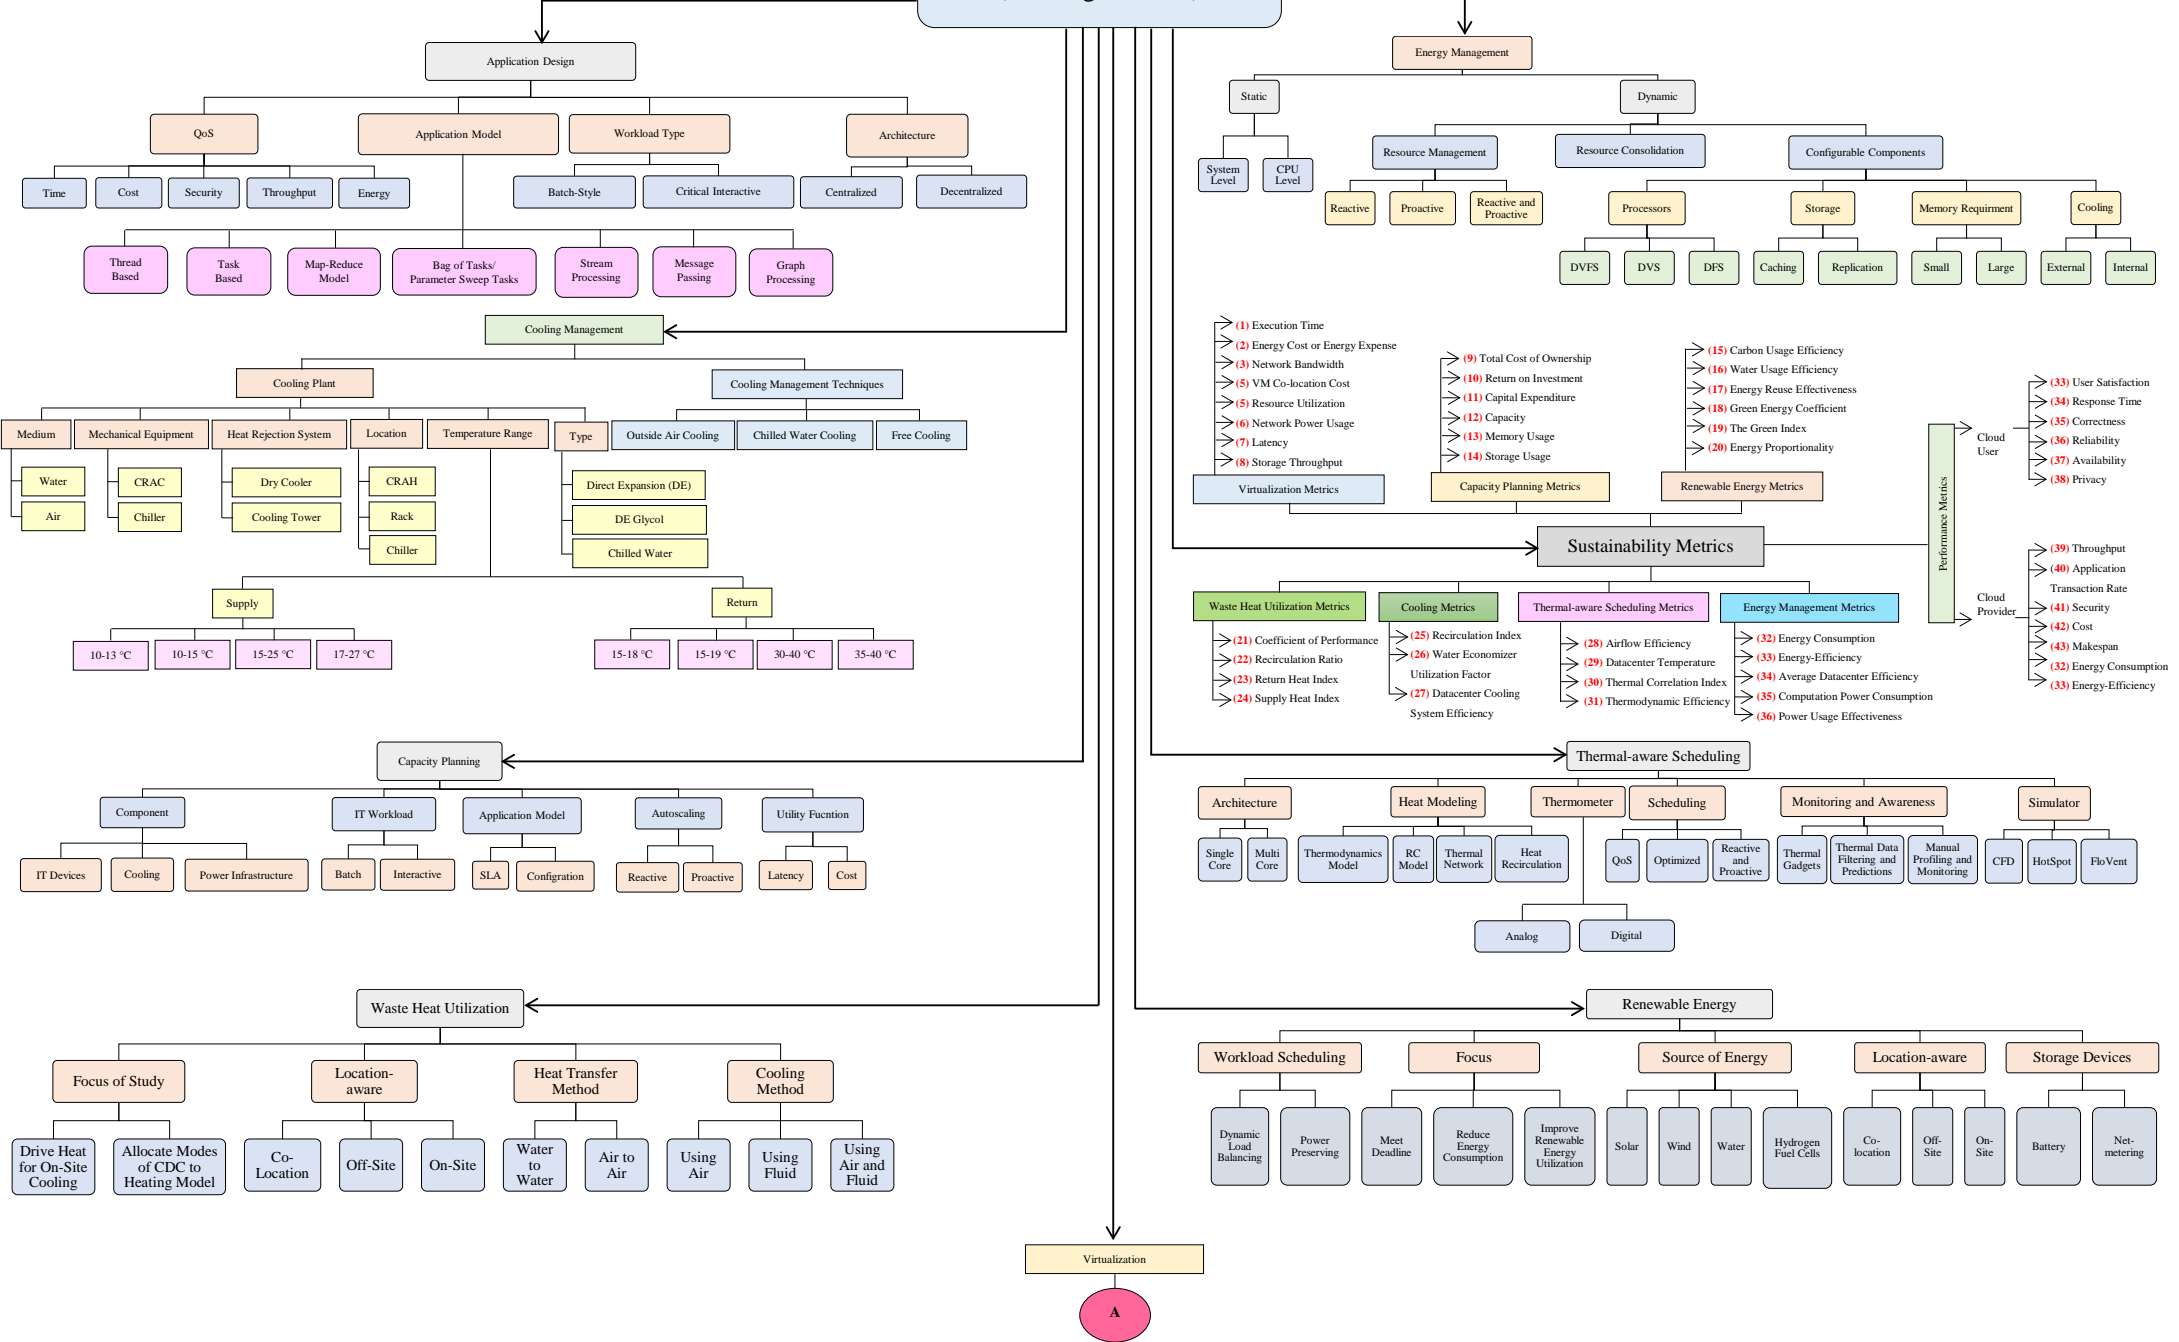 Application Design
QoS
Application Model
Workload Type
Architecture
Time
Cost
Security
Throughput
Energy
Batch-Style
Critical Interactive
Centralized
Decentralized
Thread
Based
Task
Based
Map-Reduce
Model
Bag of Tasks/
Parameter Sweep Tasks
Stream
Processing
Message
Passing
Graph
Processing
Energy Management
Static
Dynamic
System
Level
CPU
Level
Resource Management
Resource Consolidation
Configurable Components
Reactive
Proactive
Reactive and
Proactive
Processors
Storage
Memory Requirment
Cooling
DVFS
DVS
DFS
Caching
Replication
Small
Large
External
Internal
Cooling Management
Cooling Plant
Cooling Management Techniques
Medium
Mechanical Equipment
Heat Rejection System
Location
Temperature Range
Type
Outside Air Cooling
Chilled Water Cooling
Free Cooling
Water
Air
CRAC
Chiller
Dry Cooler
Cooling Tower
CRAH
Rack
Chiller
Direct Expansion (DE)
DE Glycol
Chilled Water
Supply
Return
10-13 °C
10-15 °C
15-25 °C
17-27 °C
15-18 °C
15-19 °C
30-40 °C
35-40 °C
(1) Execution Time
(2) Energy Cost or Energy Expense
(3) Network Bandwidth
(5) VM Co-location Cost
(5) Resource Utilization
(6) Network Power Usage
(7) Latency
(8) Storage Throughput
Virtualization Metrics
(9) Total Cost of Ownership
(10) Return on Investment
(11) Capital Expenditure
(12) Capacity
(13) Memory Usage
(14) Storage Usage
Capacity Planning Metrics
(15) Carbon Usage Efficiency
(16) Water Usage Efficiency
(17) Energy Reuse Effectiveness
(18) Green Energy Coefficient
(19) The Green Index
(20) Energy Proportionality
Renewable Energy Metrics
Sustainability Metrics
Performance Metrics
Cloud
User
(33) User Satisfaction
(34) Response Time
(35) Correctness
(36) Reliability
(37) Availability
(38) Privacy
Cloud
Provider
(39) Throughput
(40) Application
Transaction Rate
(41) Security
(42) Cost
(43) Makespan
(32) Energy Consumption
(33) Energy-Efficiency
Waste Heat Utilization Metrics
Cooling Metrics
Thermal-aware Scheduling Metrics
Energy Management Metrics
(21) Coefficient of Performance
(22) Recirculation Ratio
(23) Return Heat Index
(24) Supply Heat Index
(25) Recirculation Index
(26) Water Economizer
Utilization Factor
(27) Datacenter Cooling
System Efficiency
(28) Airflow Efficiency
(29) Datacenter Temperature
(30) Thermal Correlation Index
(31) Thermodynamic Efficiency
(32) Energy Consumption
(33) Energy-Efficiency
(34) Average Datacenter Efficiency
(35) Computation Power Consumption
(36) Power Usage Effectiveness
Capacity Planning
Component
IT Workload
Application Model
Autoscaling
Utility Fucntion
IT Devices
Cooling
Power Infrastructure
Batch
Interactive
SLA
Configration
Reactive
Proactive
Latency
Cost
Thermal-aware Scheduling
Architecture
Heat Modeling
Thermometer
Scheduling
Monitoring and Awareness
Simulator
Single
Core
Multi
Core
Thermodynamics
Model
RC
Model
Thermal
Network
Heat
Recirculation
QoS
Optimized
Reactive
and
Proactive
Thermal
Gadgets
Thermal Data
Filtering and
Predictions
Manual
Profiling and
Monitoring
CFD
HotSpot
FloVent
Analog
Digital
Waste Heat Utilization
Focus of Study
Location-
aware
Heat Transfer
Method
Cooling
Method
Drive Heat
for On-Site
Cooling
Allocate Modes
of CDC to
Heating Model
Co-
Location
Off-Site
On-Site
Water
to
Water
Air to
Air
Using
Air
Using
Fluid
Using
Air and
Fluid
Renewable Energy
Workload Scheduling
Focus
Source of Energy
Location-aware
Storage Devices
Dynamic
Load
Balancing
Power
Preserving
Meet
Deadline
Reduce
Energy
Consumption
Improve
Renewable
Energy
Utilization
Solar
Wind
Water
Hydrogen
Fuel Cells
Co-
location
Off-
Site
On-
Site
Battery
Net-
metering
Virtualization
A